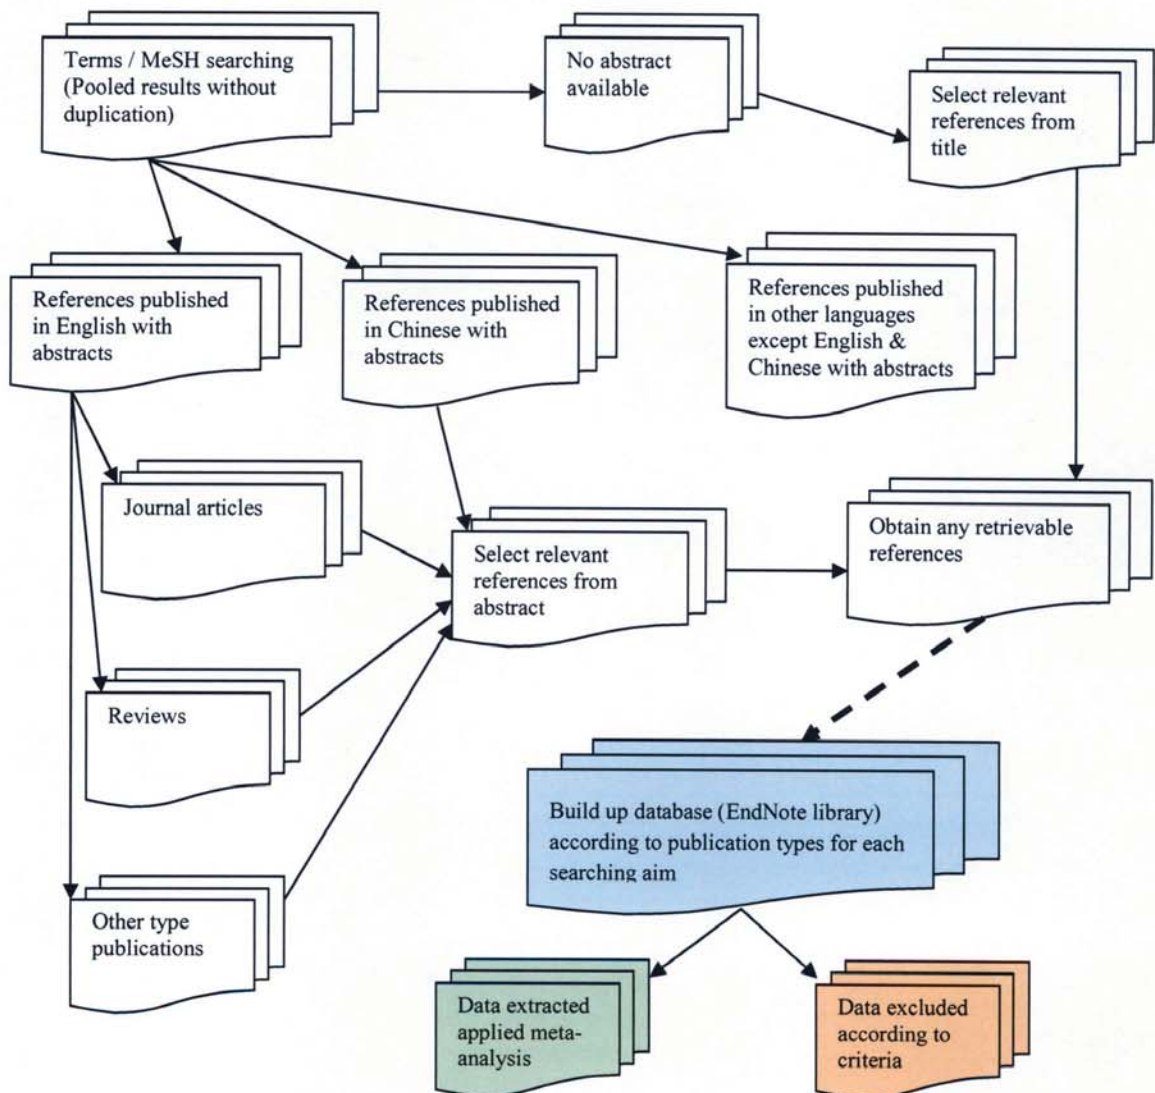 Terms / MeSH searching
(Pooled results without
duplication)
No abstract
available
Select relevant
references from
title
References published
in English with
abstracts
References published
in Chinese with
abstracts
References published
in other languages
except English &
Chinese with abstracts
Journal articles
Select relevant
references from
abstract
Obtain any retrievable
references
Reviews
Build up database (EndNote library)
according to publication types for each
searching aim
Other type
publications
Data extracted
applied meta-
analysis
Data excluded
according to
criteria